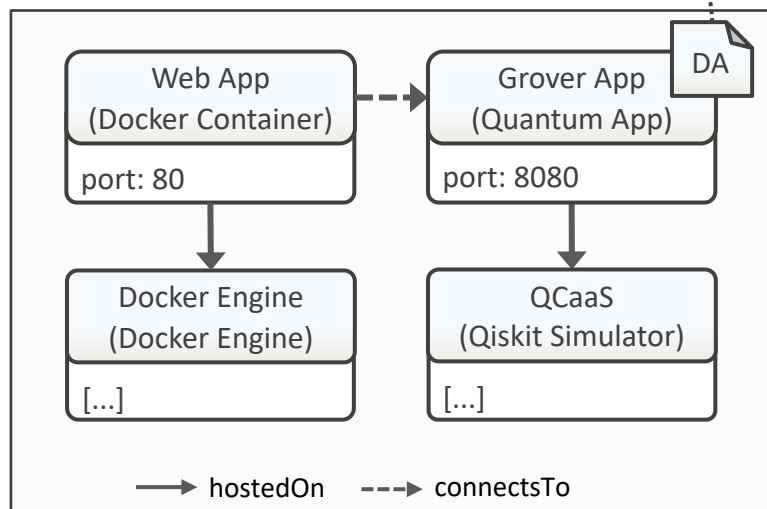 Web App
(Docker Container)
port: 80
Grover App
(Quantum App)
port: 8080
DA
Docker Engine
(Docker Engine)
[...]
QCaaS
(Qiskit Simulator)
[...]
hostedOn
connectsTo